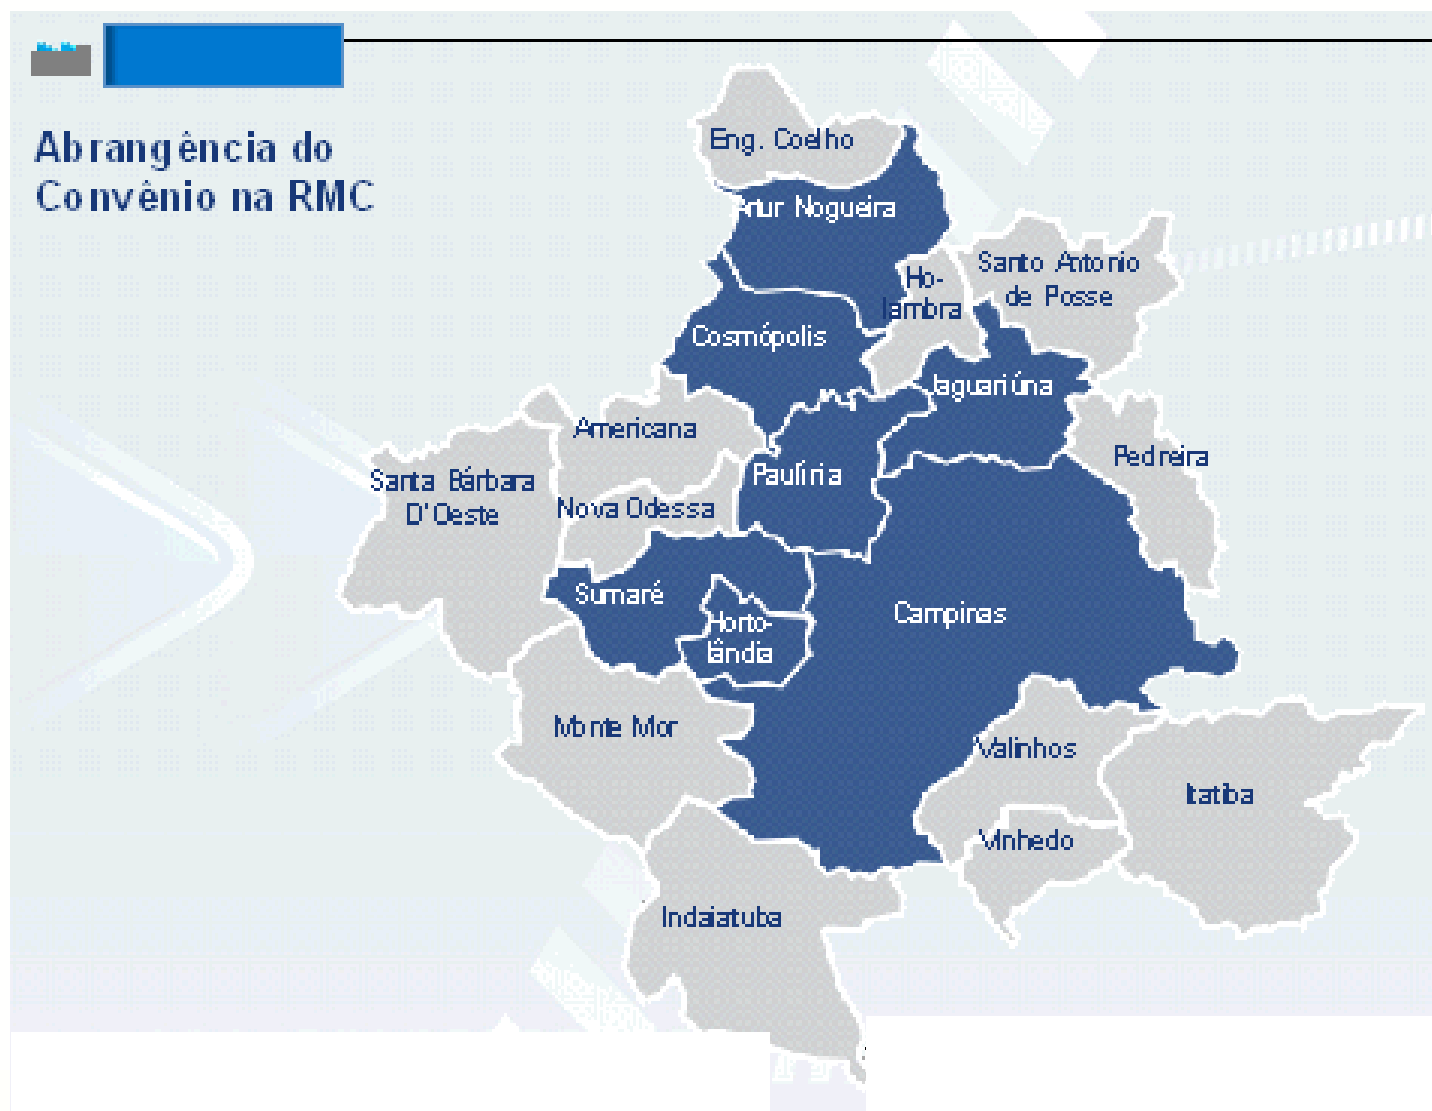 Abrangência do
Convênio na RMC
Eng. Coelho
Artur Nogueira
Santo Antonio
de Posse
Ho-
lambra
Cosmópolis
Jaguariúna
Americana
Pedreira
Paulínia
Santa Bárbara
D'Oeste
Nova Odessa
Sumaré
Campinas
Horto-
lândia
Monte Mor
Valinhos
Itatiba
Vinhedo
Indaiatuba